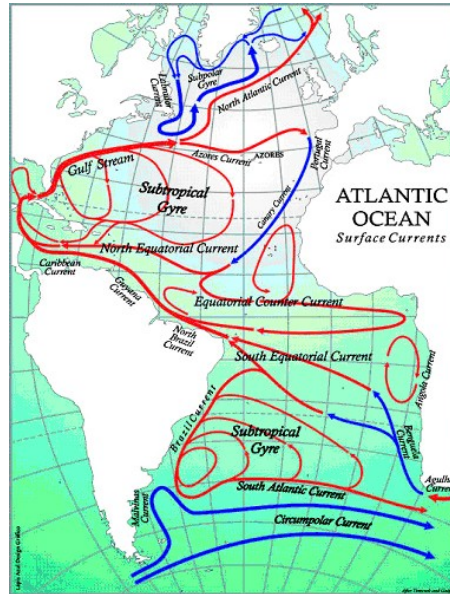 Labrador
Current
Subpolar
Gyre
North Atlantic Current
Gulf Stream
Azores Current
AZORES
Portugal
Current
Subtropical
Gyre
Canary Current
ATLANTIC
OCEAN
Surface Currents
North Equatorial Current
Caribbean
Current
Guyana
Current
Equatorial Counter Current
North
Brazil
Current
South Equatorial Current
Angola Current
Brazil Current
Subtropical
Gyre
Benguela
Current
Agulhas
Current
South Atlantic Current
Malvinas
Current
Circumpolar Current